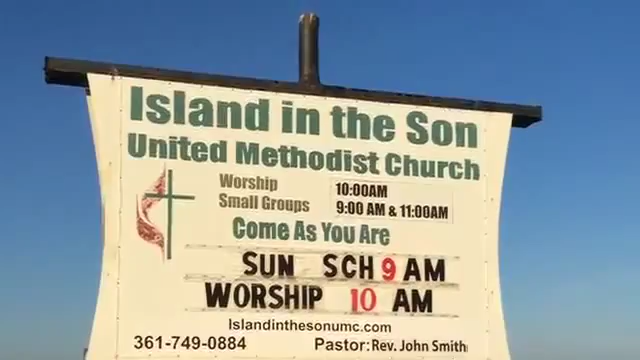 Island in the Son
United Methodist Church
Worship 10:00AM
Small Groups 9:00 AM & 11:00AM
Come As You Are
SUN SCH 9 AM
WORSHIP 10 AM
Islandinthesonumc.com
361-749-0884 Pastor: Rev. John Smith